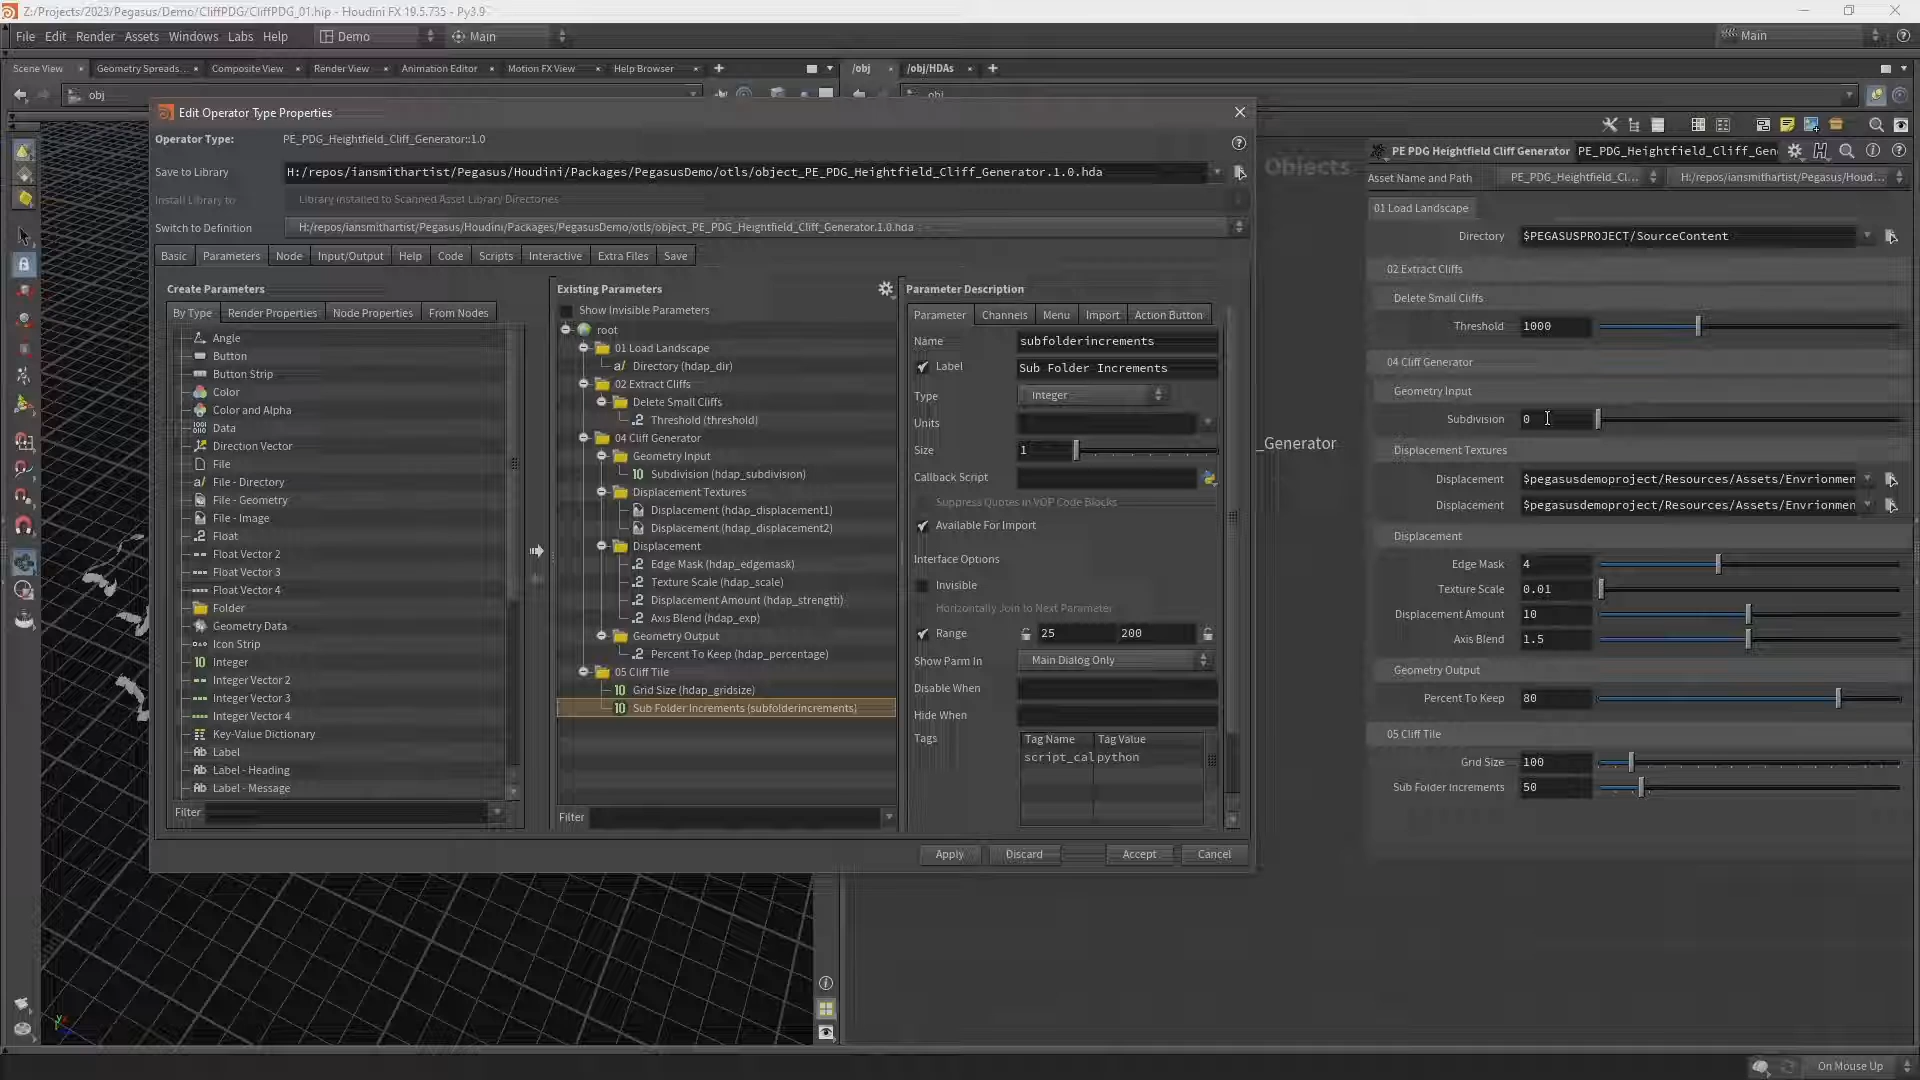 Z:/Projects/2023/Pegasus/Demo/CliffPDG/CliffPDG_01.hip - Houdini FX 19.5.735 - Py3.9
File Edit Render Assets Windows Labs Help Demo Main Main
Scene View Geometry Spreads... Composite View Render View Animation Editor Motion FX View Help Browser /obj /obj/HDAs
obj obj
Edit Operator Type Properties
Operator Type: PE_PDG_Heightfield_Cliff_Generator::1.0
Save to Library H:/repos/iansmithartist/Pegasus/Houdini/Packages/PegasusDemo/otls/object_PE_PDG_Heightfield_Cliff_Generator.1.0.hda
Install Library to Library Installed to Scanned Asset Library Directories
Switch to Definition H:/repos/iansmithartist/Pegasus/Houdini/Packages/PegasusDemo/otls/object_PE_PDG_Heightfield_Cliff_Generator.1.0.hda
Basic Parameters Node Input/Output Help Code Scripts Interactive Extra Files Save
Create Parameters
By Type Render Properties Node Properties From Nodes
Angle
Button
Button Strip
Color
Color and Alpha
Data
Direction Vector
File
File - Directory
File - Geometry
File - Image
Float
Float Vector 2
Float Vector 3
Float Vector 4
Folder
Geometry Data
Icon Strip
Integer
Integer Vector 2
Integer Vector 3
Integer Vector 4
Key-Value Dictionary
Label
Label - Heading
Label - Message
Filter
Existing Parameters
Show Invisible Parameters
root
01 Load Landscape
Directory (hdap_dir)
02 Extract Cliffs
Delete Small Cliffs
Threshold (threshold)
04 Cliff Generator
Geometry Input
Subdivision (hdap_subdivision)
Displacement Textures
Displacement (hdap_displacement1)
Displacement (hdap_displacement2)
Displacement
Edge Mask (hdap_edgemask)
Texture Scale (hdap_scale)
Displacement Amount (hdap_strength)
Axis Blend (hdap_exp)
Geometry Output
Percent To Keep (hdap_percentage)
05 Cliff Tile
Grid Size (hdap_gridsize)
Sub Folder Increments (subfolderincrements)
Filter
Parameter Description
Parameter Channels Menu Import Action Button
Name subfolderincrements
Label Sub Folder Increments
Type Integer
Units
Size 1
Callback Script
Suppress Quotes in VOP Code Blocks
Available For Import
Interface Options
Invisible
Horizontally Join to Next Parameter
Range 25 200
Show Parm In Main Dialog Only
Disable When
Hide When
Tags Tag Name Tag Value
script_cal python
Apply Discard Accept Cancel
Objects
_Generator
PE PDG Heightfield Cliff Generator PE_PDG_Heightfield_Cliff_Gen
Asset Name and Path PE_PDG_Heightfield_Cl... H:/repos/iansmithartist/Pegasus/Houd...
01 Load Landscape
Directory $PEGASUSPROJECT/SourceContent
02 Extract Cliffs
Delete Small Cliffs
Threshold 1000
04 Cliff Generator
Geometry Input
Subdivision 0
Displacement Textures
Displacement $pegasusdemoproject/Resources/Assets/Envrionmen
Displacement $pegasusdemoproject/Resources/Assets/Envrionmen
Displacement
Edge Mask 4
Texture Scale 0.01
Displacement Amount 10
Axis Blend 1.5
Geometry Output
Percent To Keep 80
05 Cliff Tile
Grid Size 100
Sub Folder Increments 50
On Mouse Up